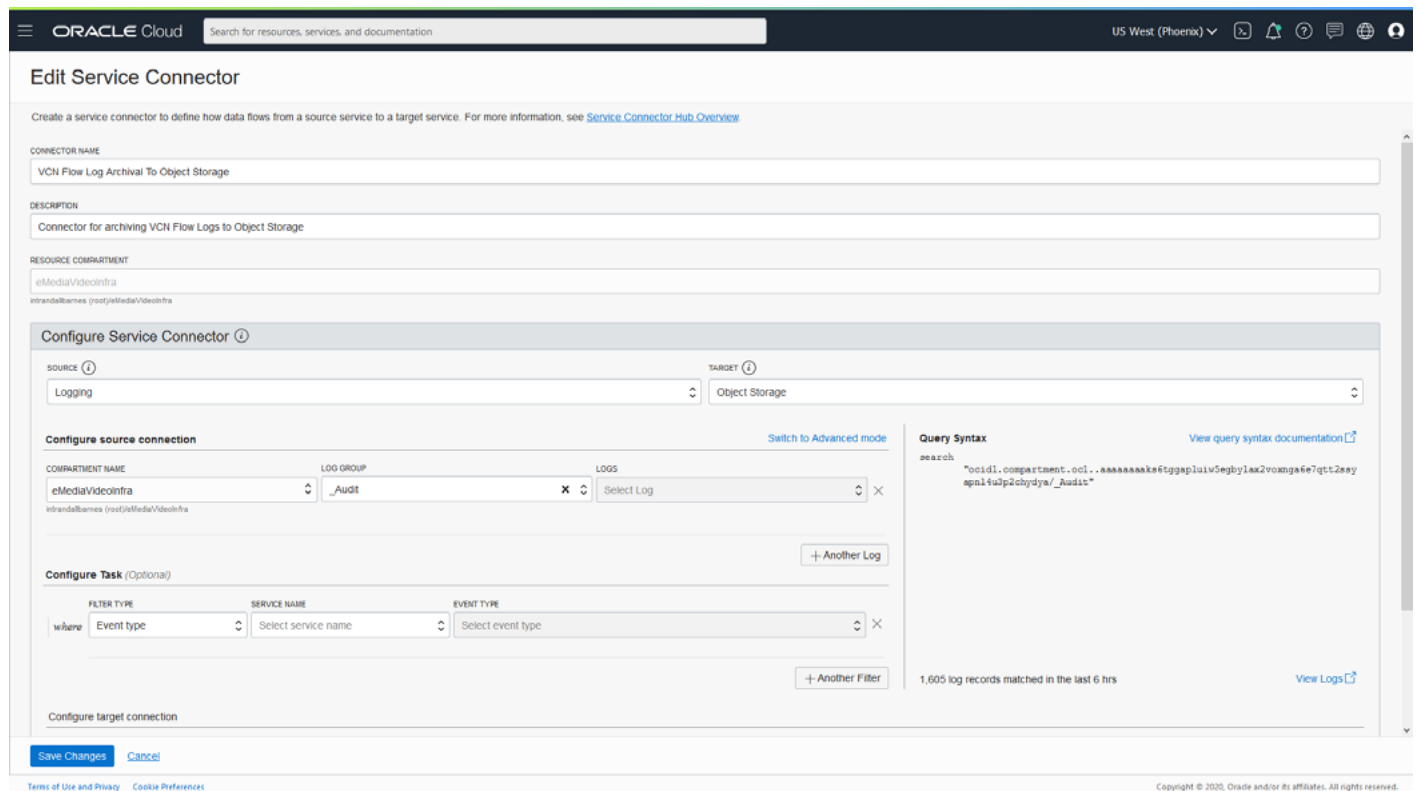 ORACLE Cloud
Search for resources, services, and documentation
US West (Phoenix)
Edit Service Connector
Create a service connector to define how data flows from a source service to a target service. For more information, see Service Connector Hub Overview.
CONNECTOR NAME
VCN Flow Log Archival To Object Storage
DESCRIPTION
Connector for archiving VCN Flow Logs to Object Storage
RESOURCE COMPARTMENT
eMediaVideoInfra
intrandallbarnes (root)/eMediaVideoInfra
Configure Service Connector
SOURCE
TARGET
Logging
Object Storage
Configure source connection
Switch to Advanced mode
COMPARTMENT NAME
LOG GROUP
LOGS
eMediaVideoInfra
_Audit
Select Log
intrandallbarnes (root)/eMediaVideoInfra
+ Another Log
Configure Task (Optional)
FILTER TYPE
SERVICE NAME
EVENT TYPE
where
Event type
Select service name
Select event type
+ Another Filter
Query Syntax
View query syntax documentation
search
"ocid1.compartment.oc1..aaaaaaaaks6tggapluiw5egbylax2voxnga6e7qtt2ssy
apnl4u3p2chydya/_Audit"
1,605 log records matched in the last 6 hrs
View Logs
Configure target connection
Save Changes
Cancel
Terms of Use and Privacy
Cookie Preferences
Copyright © 2020, Oracle and/or its affiliates. All rights reserved.